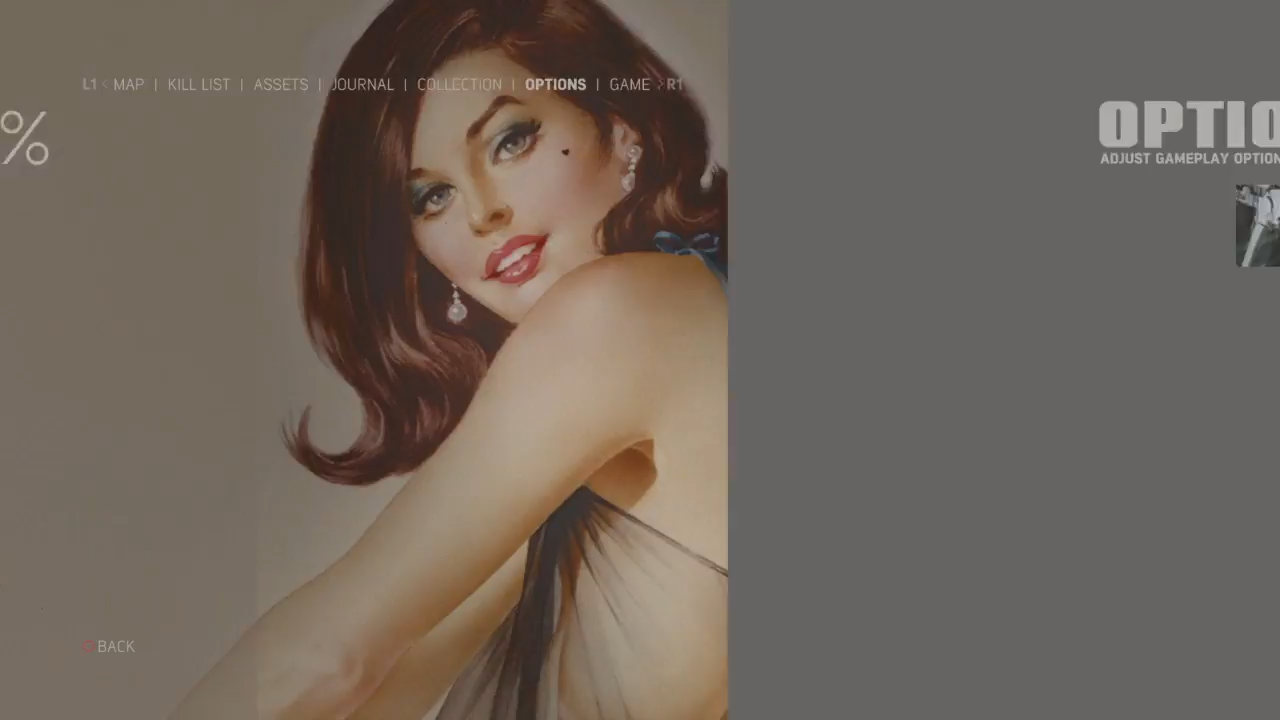 L1 < MAP | KILL LIST | ASSETS | JOURNAL | COLLECTION | OPTIONS | GAME > R1
%
OPTIO
ADJUST GAMEPLAY OPTION
BACK